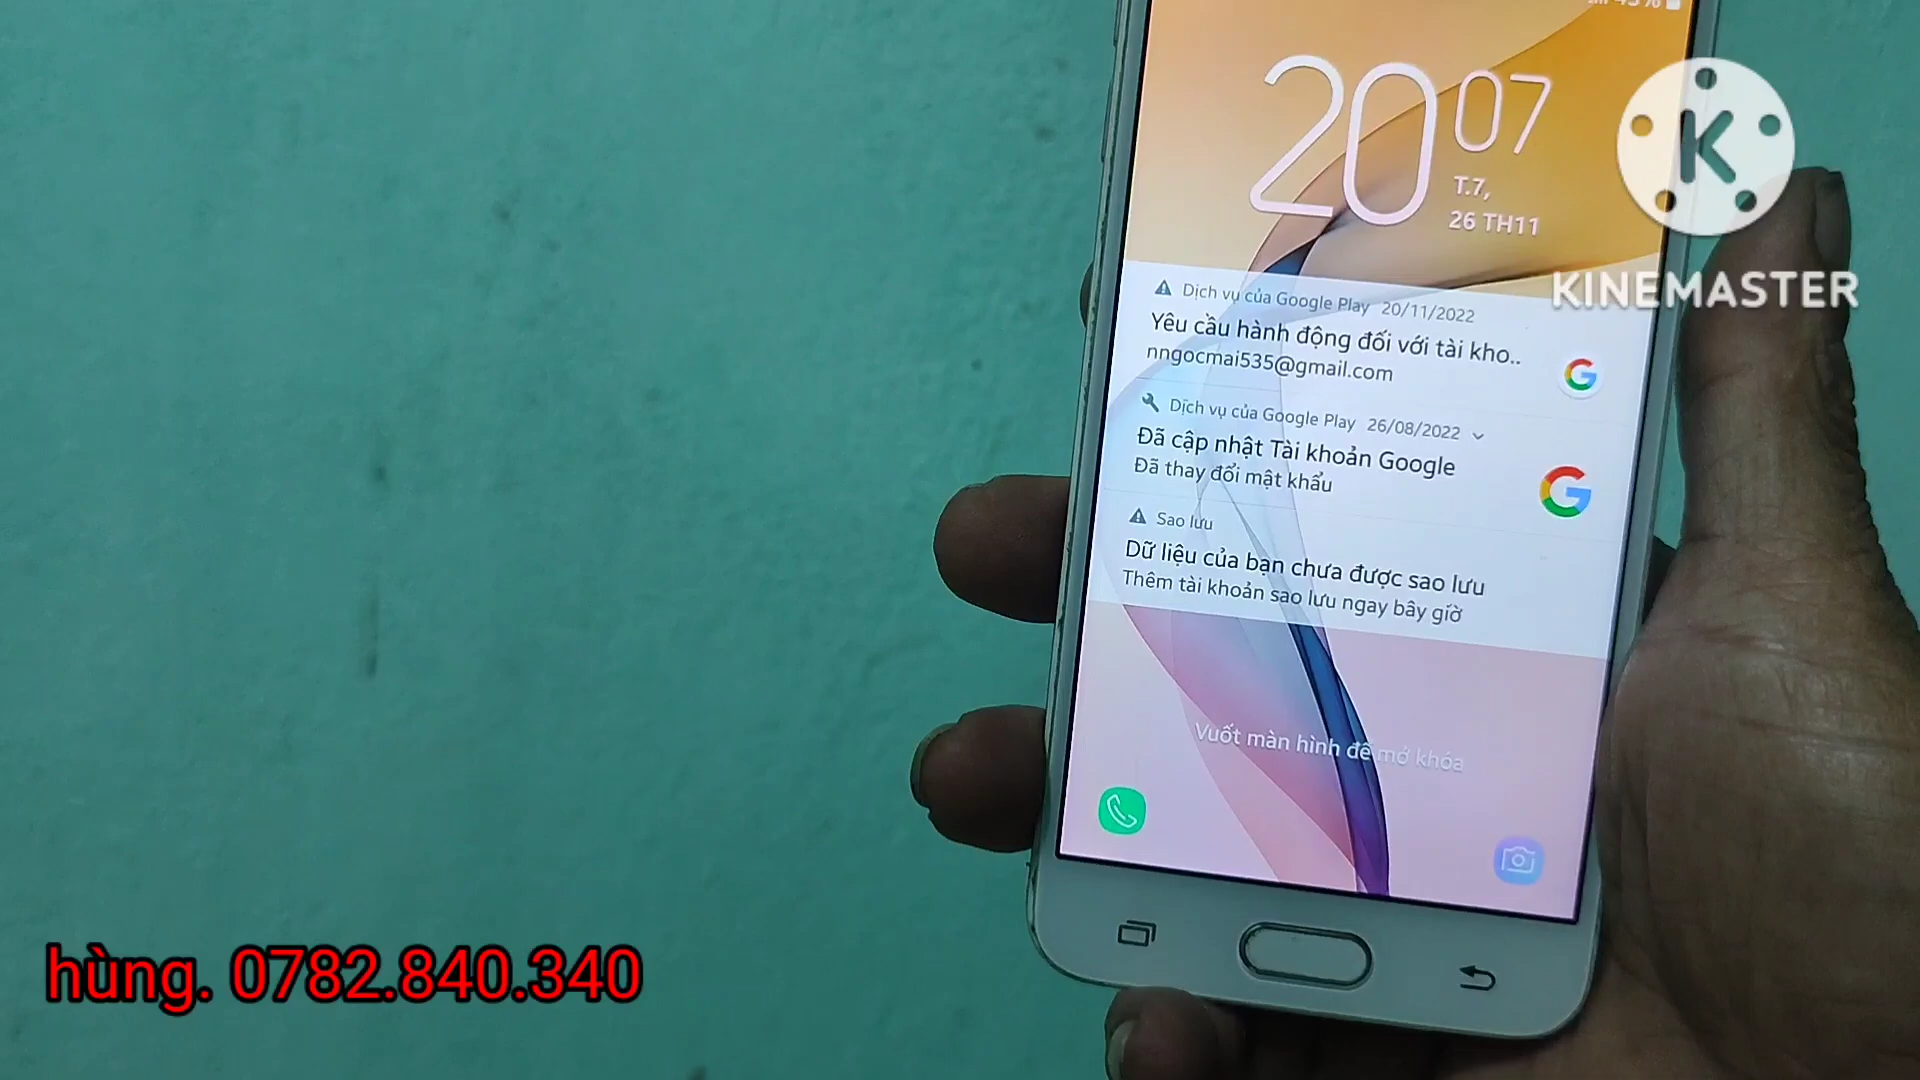 20 07
T.7,
26 TH11
K
KINEMASTER
Dịch vụ của Google Play 20/11/2022
Yêu cầu hành động đối với tài kho..
nngocmai535@gmail.com
G
Dịch vụ của Google Play 26/08/2022
Đã cập nhật Tài khoản Google
Đã thay đổi mật khẩu
G
Sao lưu
Dữ liệu của bạn chưa được sao lưu
Thêm tài khoản sao lưu ngay bây giờ
Vuốt màn hình để mở khóa
hùng. 0782.840.340